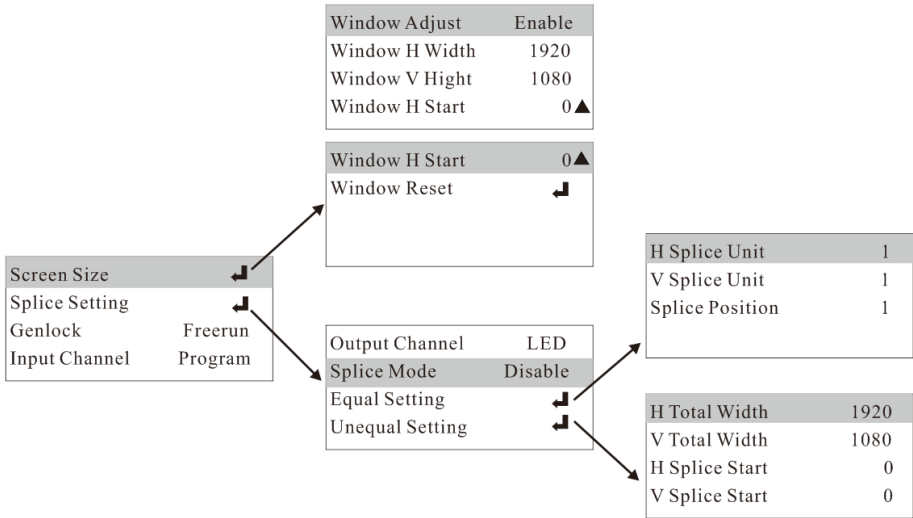 Window Adjust Enable
Window H Width 1920
Window V Hight 1080
Window H Start 0▲
Window H Start 0▲
Window Reset
Screen Size
Splice Setting
Genlock Freerun
Input Channel Program
Output Channel LED
Splice Mode Disable
Equal Setting
Unequal Setting
H Splice Unit 1
V Splice Unit 1
Splice Position 1
H Total Width 1920
V Total Width 1080
H Splice Start 0
V Splice Start 0